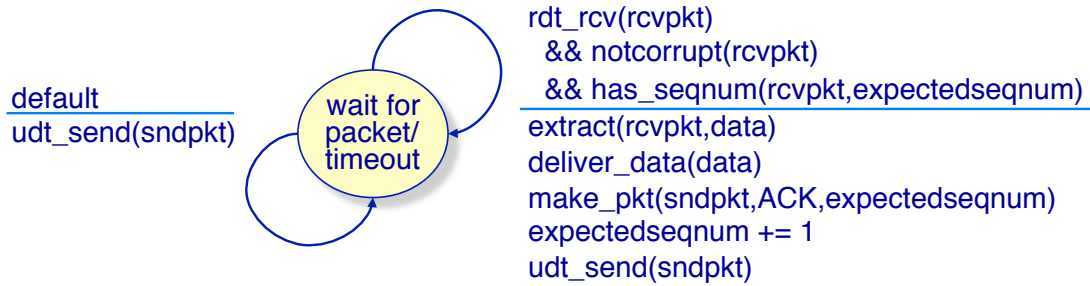 default
udt_send(sndpkt)
wait for
packet/
timeout
rdt_rcv(rcvpkt)
&& notcorrupt(rcvpkt)
&& has_seqnum(rcvpkt,expectedseqnum)
extract(rcvpkt,data)
deliver_data(data)
make_pkt(sndpkt,ACK,expectedseqnum)
expectedseqnum += 1
udt_send(sndpkt)